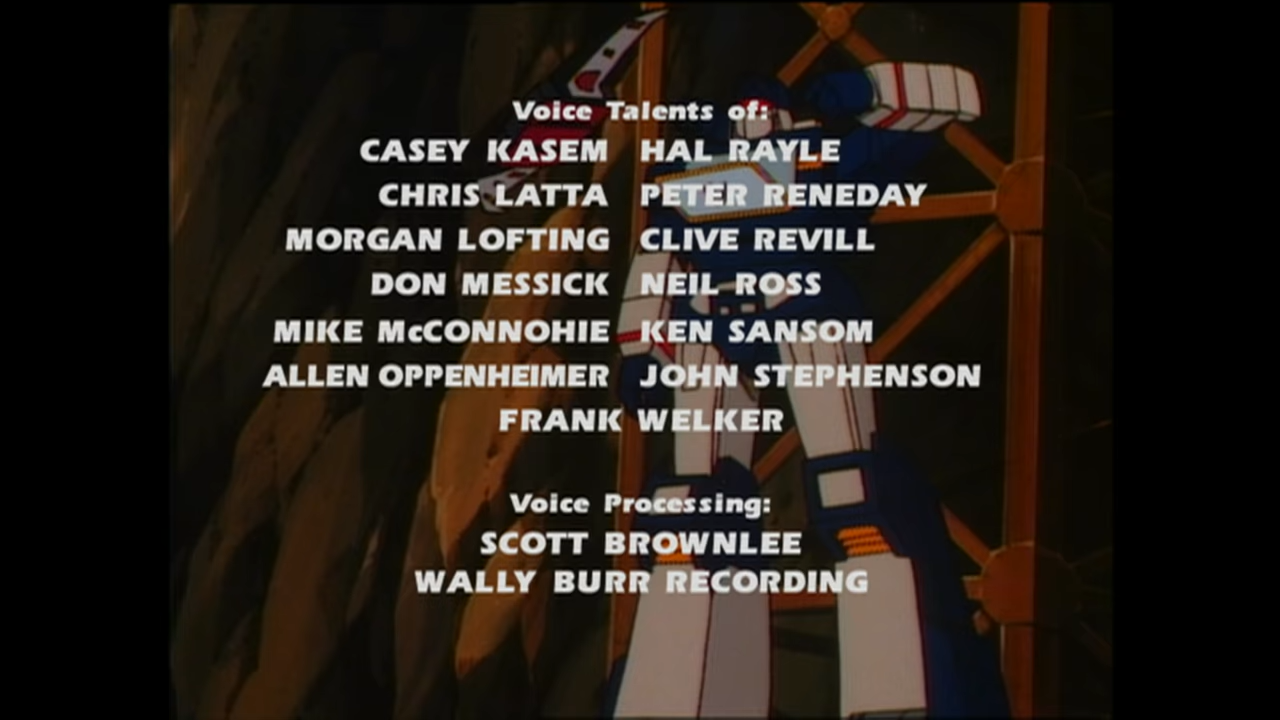 Voice Talents of:
CASEY KASEM HAL RAYLE
CHRIS LATTA PETER RENEDAY
MORGAN LOFTING CLIVE REVILL
DON MESSICK NEIL ROSS
MIKE McCONNOHIE KEN SANSOM
ALLEN OPPENHEIMER JOHN STEPHENSON
FRANK WELKER
Voice Processing:
SCOTT BROWNLEE
WALLY BURR RECORDING